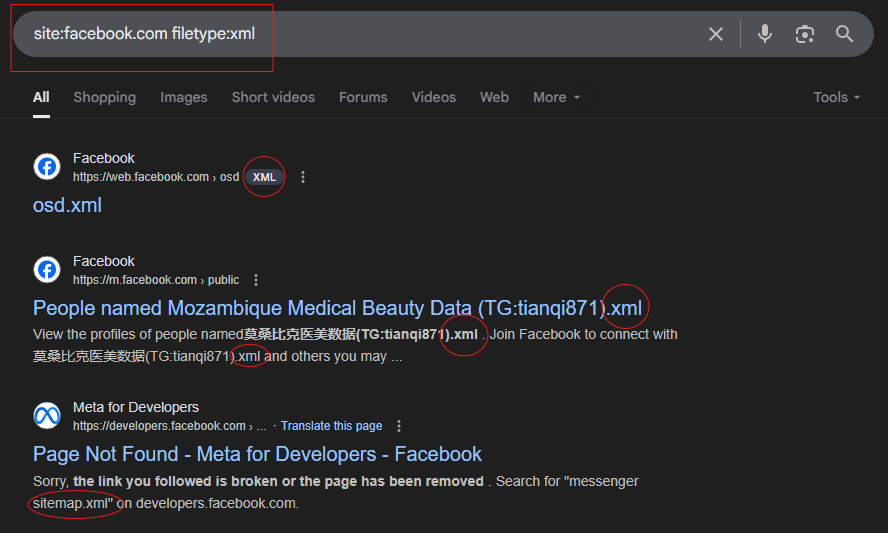 site:facebook.com filetype:xml
All Shopping Images Short videos Forums Videos Web More Tools
Facebook
https://web.facebook.com › osd XML
osd.xml
Facebook
https://m.facebook.com › public
People named Mozambique Medical Beauty Data (TG:tianqi871).xml
View the profiles of people named莫桑比克医美数据(TG:tianqi871).xml . Join Facebook to connect with
莫桑比克医美数据(TG:tianqi871).xml and others you may ...
Meta for Developers
https://developers.facebook.com › ... · Translate this page
Page Not Found - Meta for Developers - Facebook
Sorry, the link you followed is broken or the page has been removed . Search for "messenger
sitemap.xml" on developers.facebook.com.